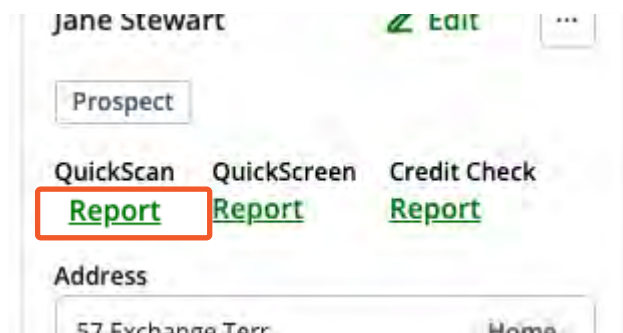 Jane Stewart Edit ...
Prospect
QuickScan QuickScreen Credit Check
Report Report Report
Address
57 Exchange Terr Home